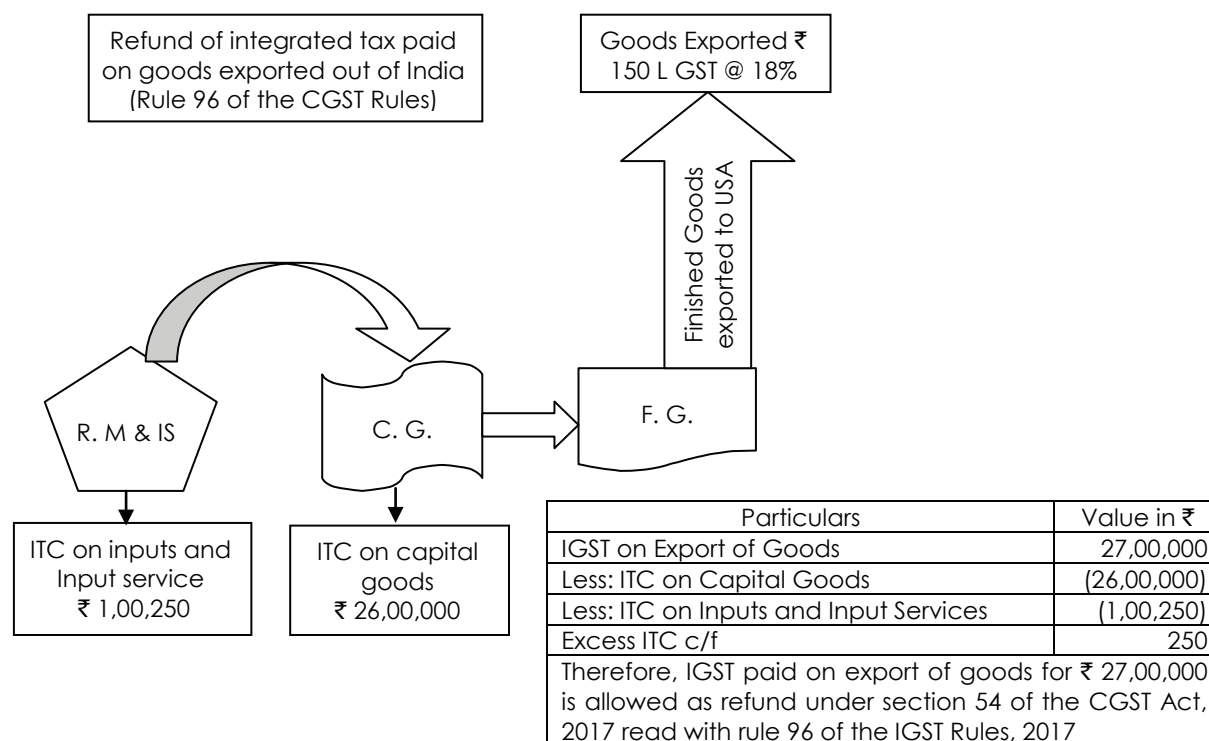 Refund of integrated tax paid
on goods exported out of India
(Rule 96 of the CGST Rules)
Goods Exported ₹
150 L GST @ 18%
Finished Goods
exported to USA
R. M & IS
C. G.
F. G.
ITC on inputs and
Input service
₹ 1,00,250
ITC on capital
goods
₹ 26,00,000
Particulars Value in ₹
IGST on Export of Goods 27,00,000
Less: ITC on Capital Goods (26,00,000)
Less: ITC on Inputs and Input Services (1,00,250)
Excess ITC c/f 250
Therefore, IGST paid on export of goods for ₹ 27,00,000
is allowed as refund under section 54 of the CGST Act,
2017 read with rule 96 of the IGST Rules, 2017